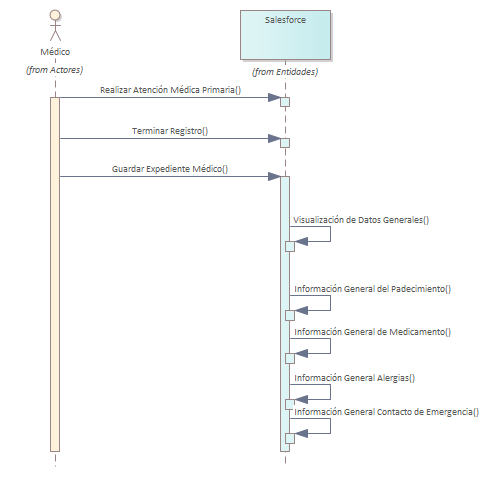 Salesforce
Médico
(from Actores)
(from Entidades)
Realizar Atención Médica Primaria()
Terminar Registro()
Guardar Expediente Médico()
Visualización de Datos Generales()
Información General del Padecimiento()
Información General de Medicamento()
Información General Alergias()
Información General Contacto de Emergencia()